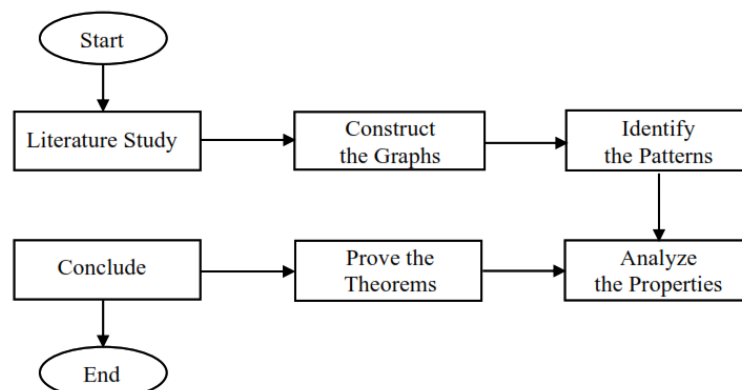 Start
Literature Study
Construct
the Graphs
Identify
the Patterns
Conclude
Prove the
Theorems
Analyze
the Properties
End